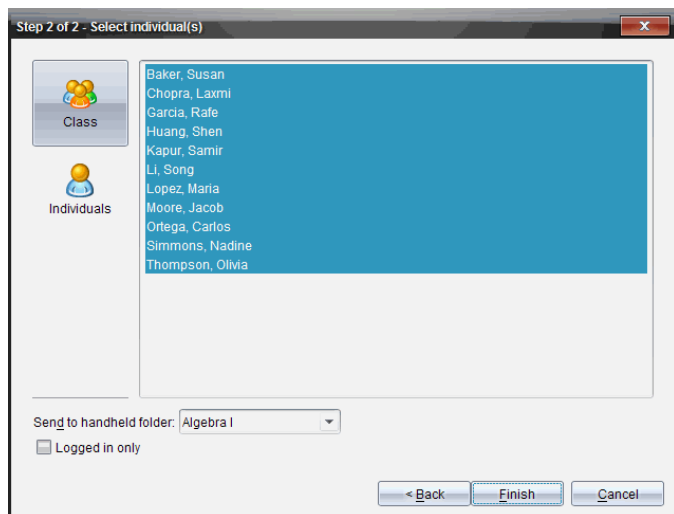 Step 2 of 2 - Select individual(s)
Class
Individuals
Baker, Susan
Chopra, Laxmi
Garcia, Rafe
Huang, Shen
Kapur, Samir
Li, Song
Lopez, Maria
Moore, Jacob
Ortega, Carlos
Simmons, Nadine
Thompson, Olivia
Send to handheld folder: Algebra I
Logged in only
< Back Finish Cancel